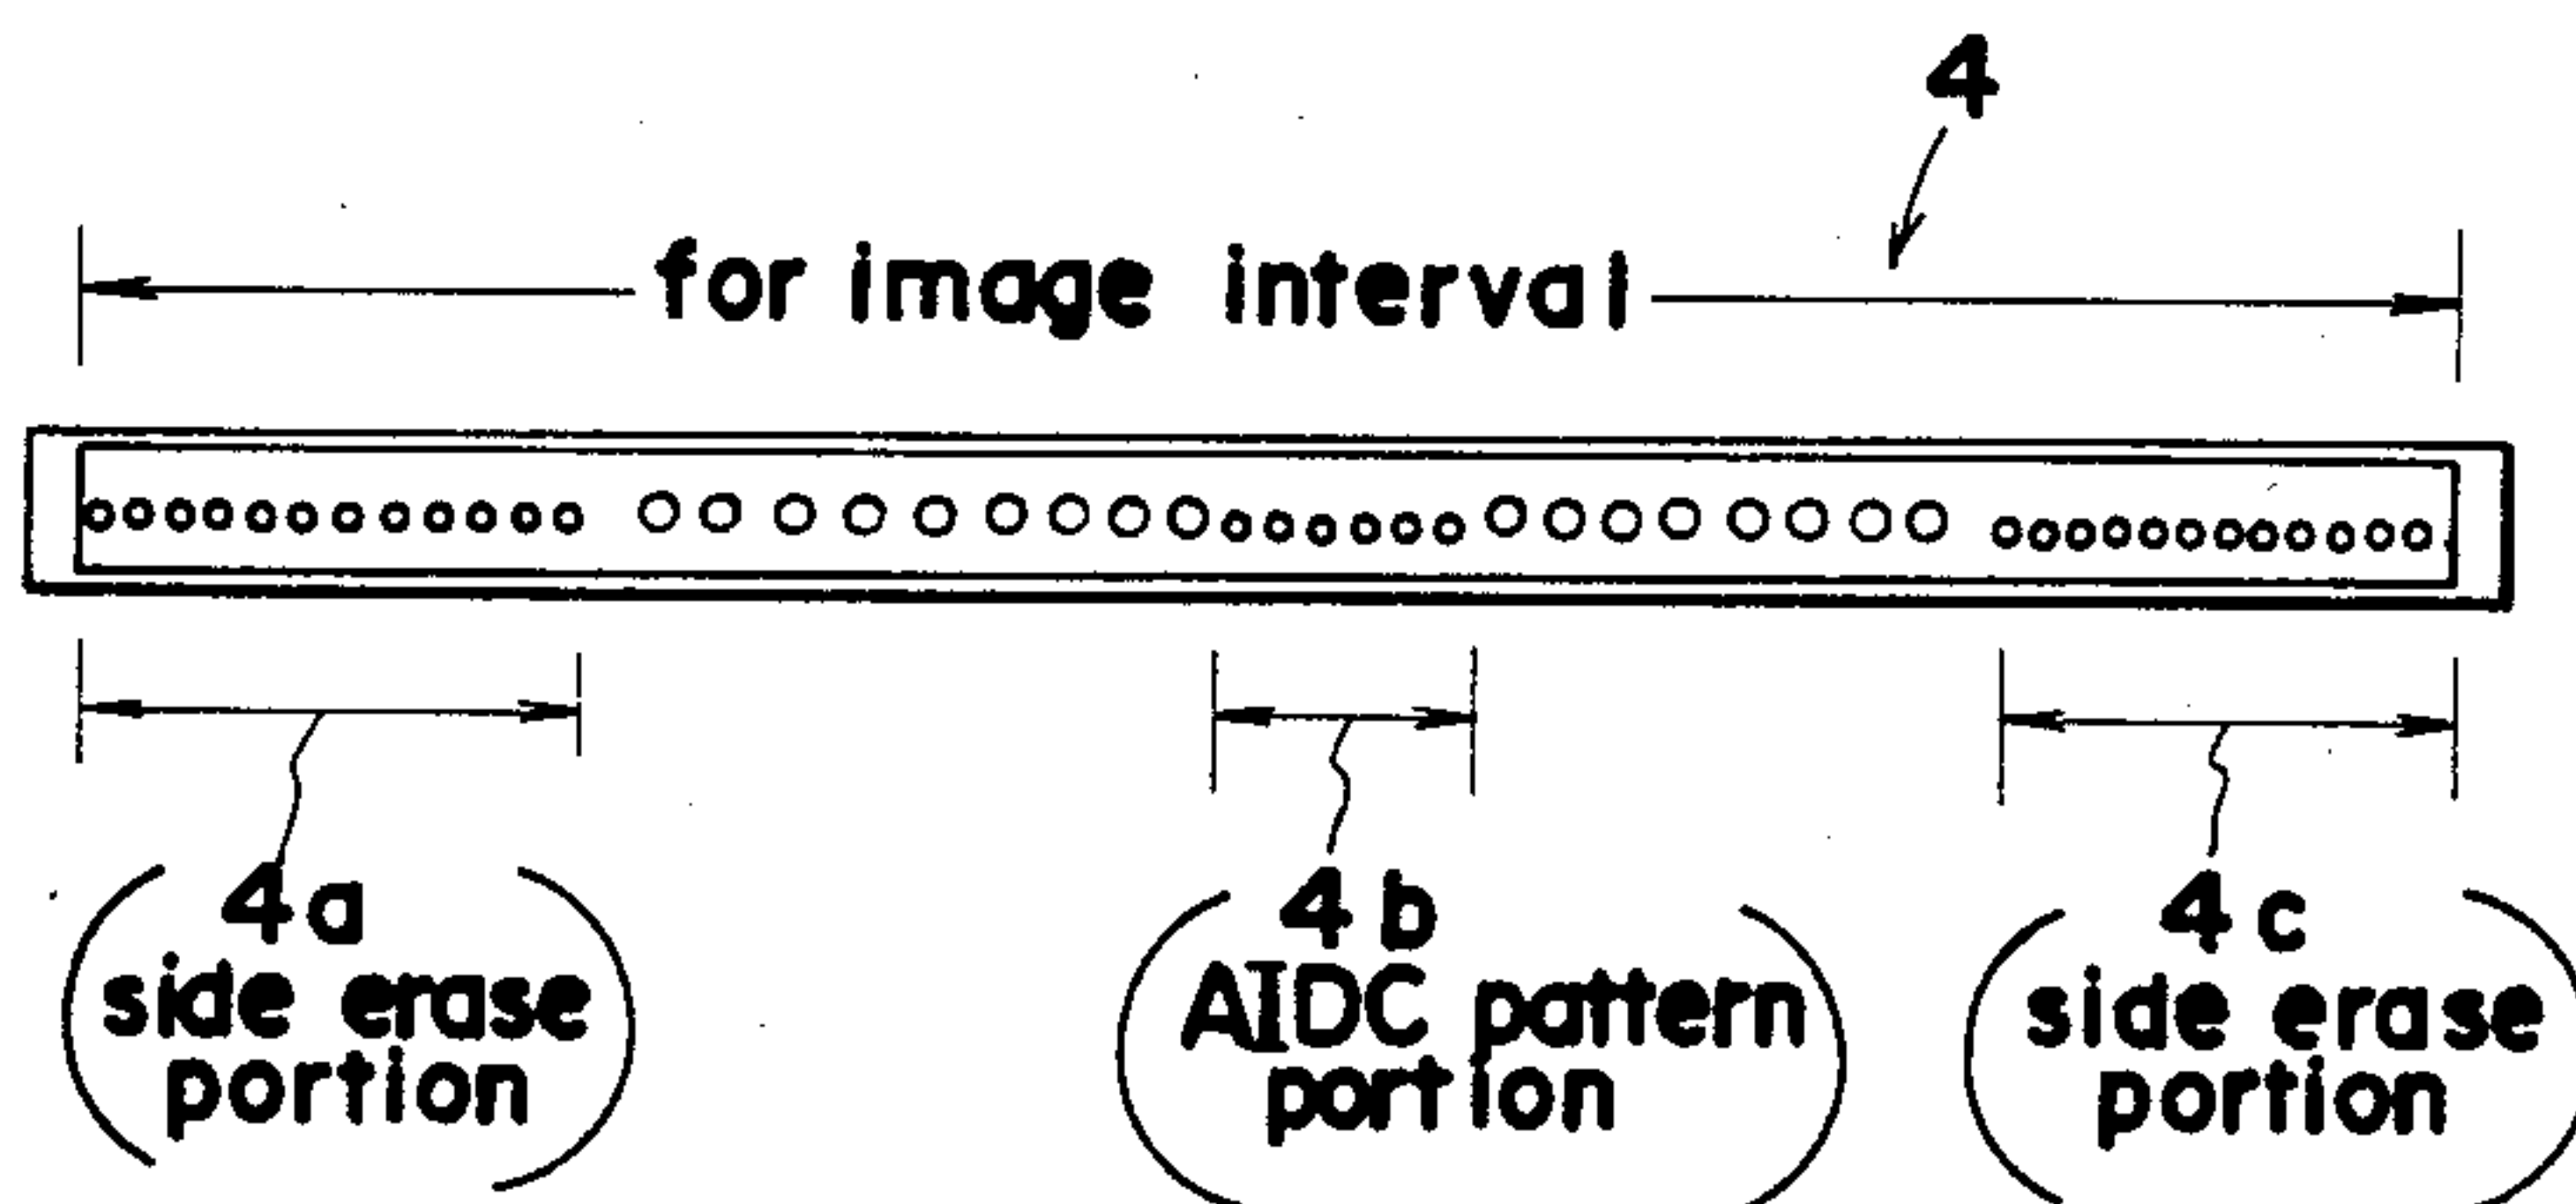 4
for image interval
4a
side erase
portion
4b
AIDC pattern
portion
4c
side erase
portion